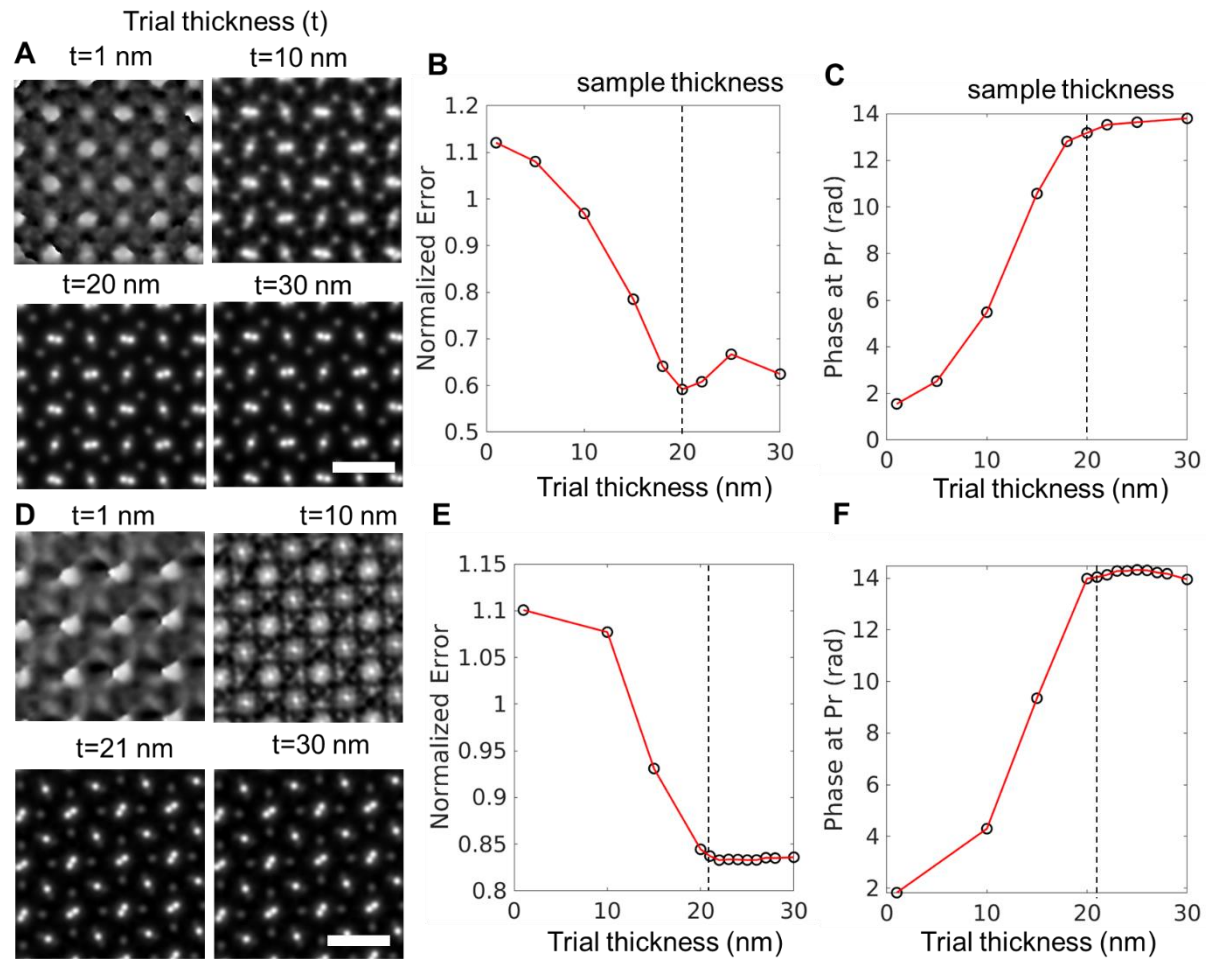 Trial thickness (t)
A
t=1 nm
t=10 nm
t=20 nm
t=30 nm
B
sample thickness
1.2
1.1
1
0.9
0.8
0.7
0.6
0.5
Normalized Error
0 10 20 30
Trial thickness (nm)
C
sample thickness
14
12
10
8
6
4
2
0
Phase at Pr (rad)
0 10 20 30
Trial thickness (nm)
D
t=1 nm
t=10 nm
t=21 nm
t=30 nm
E
1.15
1.1
1.05
1
0.95
0.9
0.85
0.8
Normalized Error
0 10 20 30
Trial thickness (nm)
F
14
12
10
8
6
4
2
Phase at Pr (rad)
0 10 20 30
Trial thickness (nm)